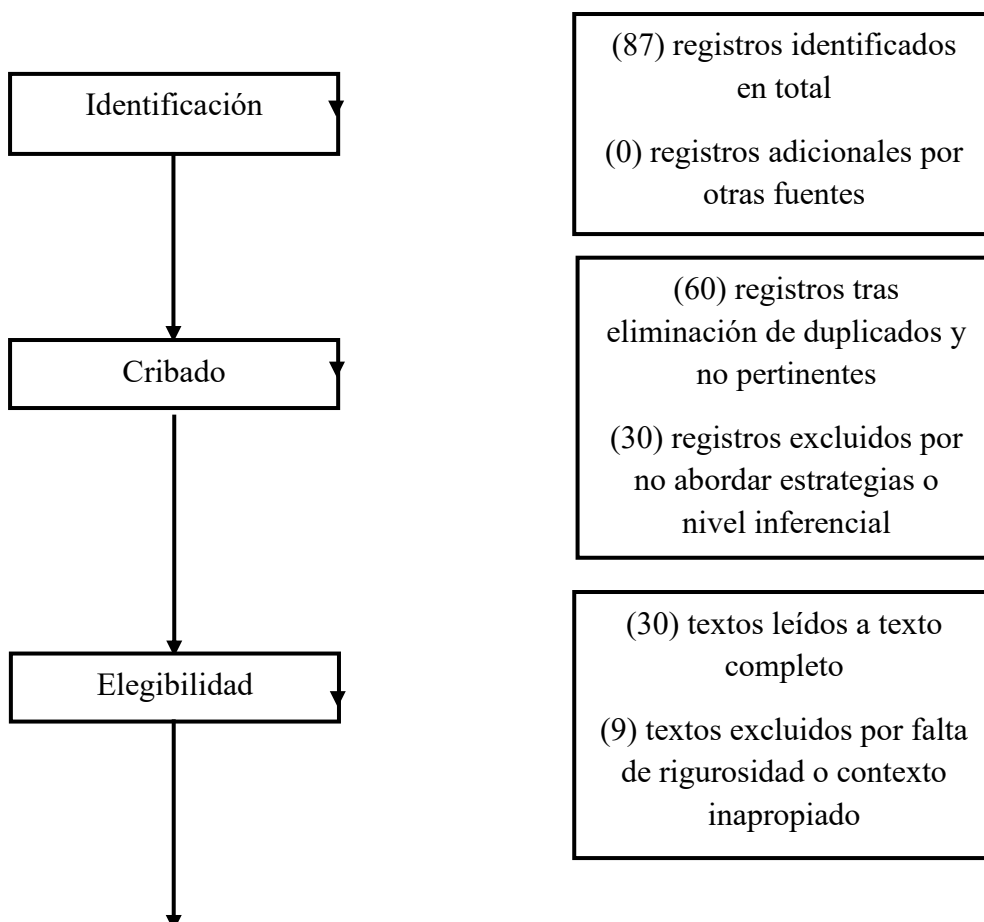 Identificación
(87) registros identificados
en total
(0) registros adicionales por
otras fuentes
Cribado
(60) registros tras
eliminación de duplicados y
no pertinentes
(30) registros excluidos por
no abordar estrategias o
nivel inferencial
Elegibilidad
(30) textos leídos a texto
completo
(9) textos excluidos por falta
de rigurosidad o contexto
inapropiado